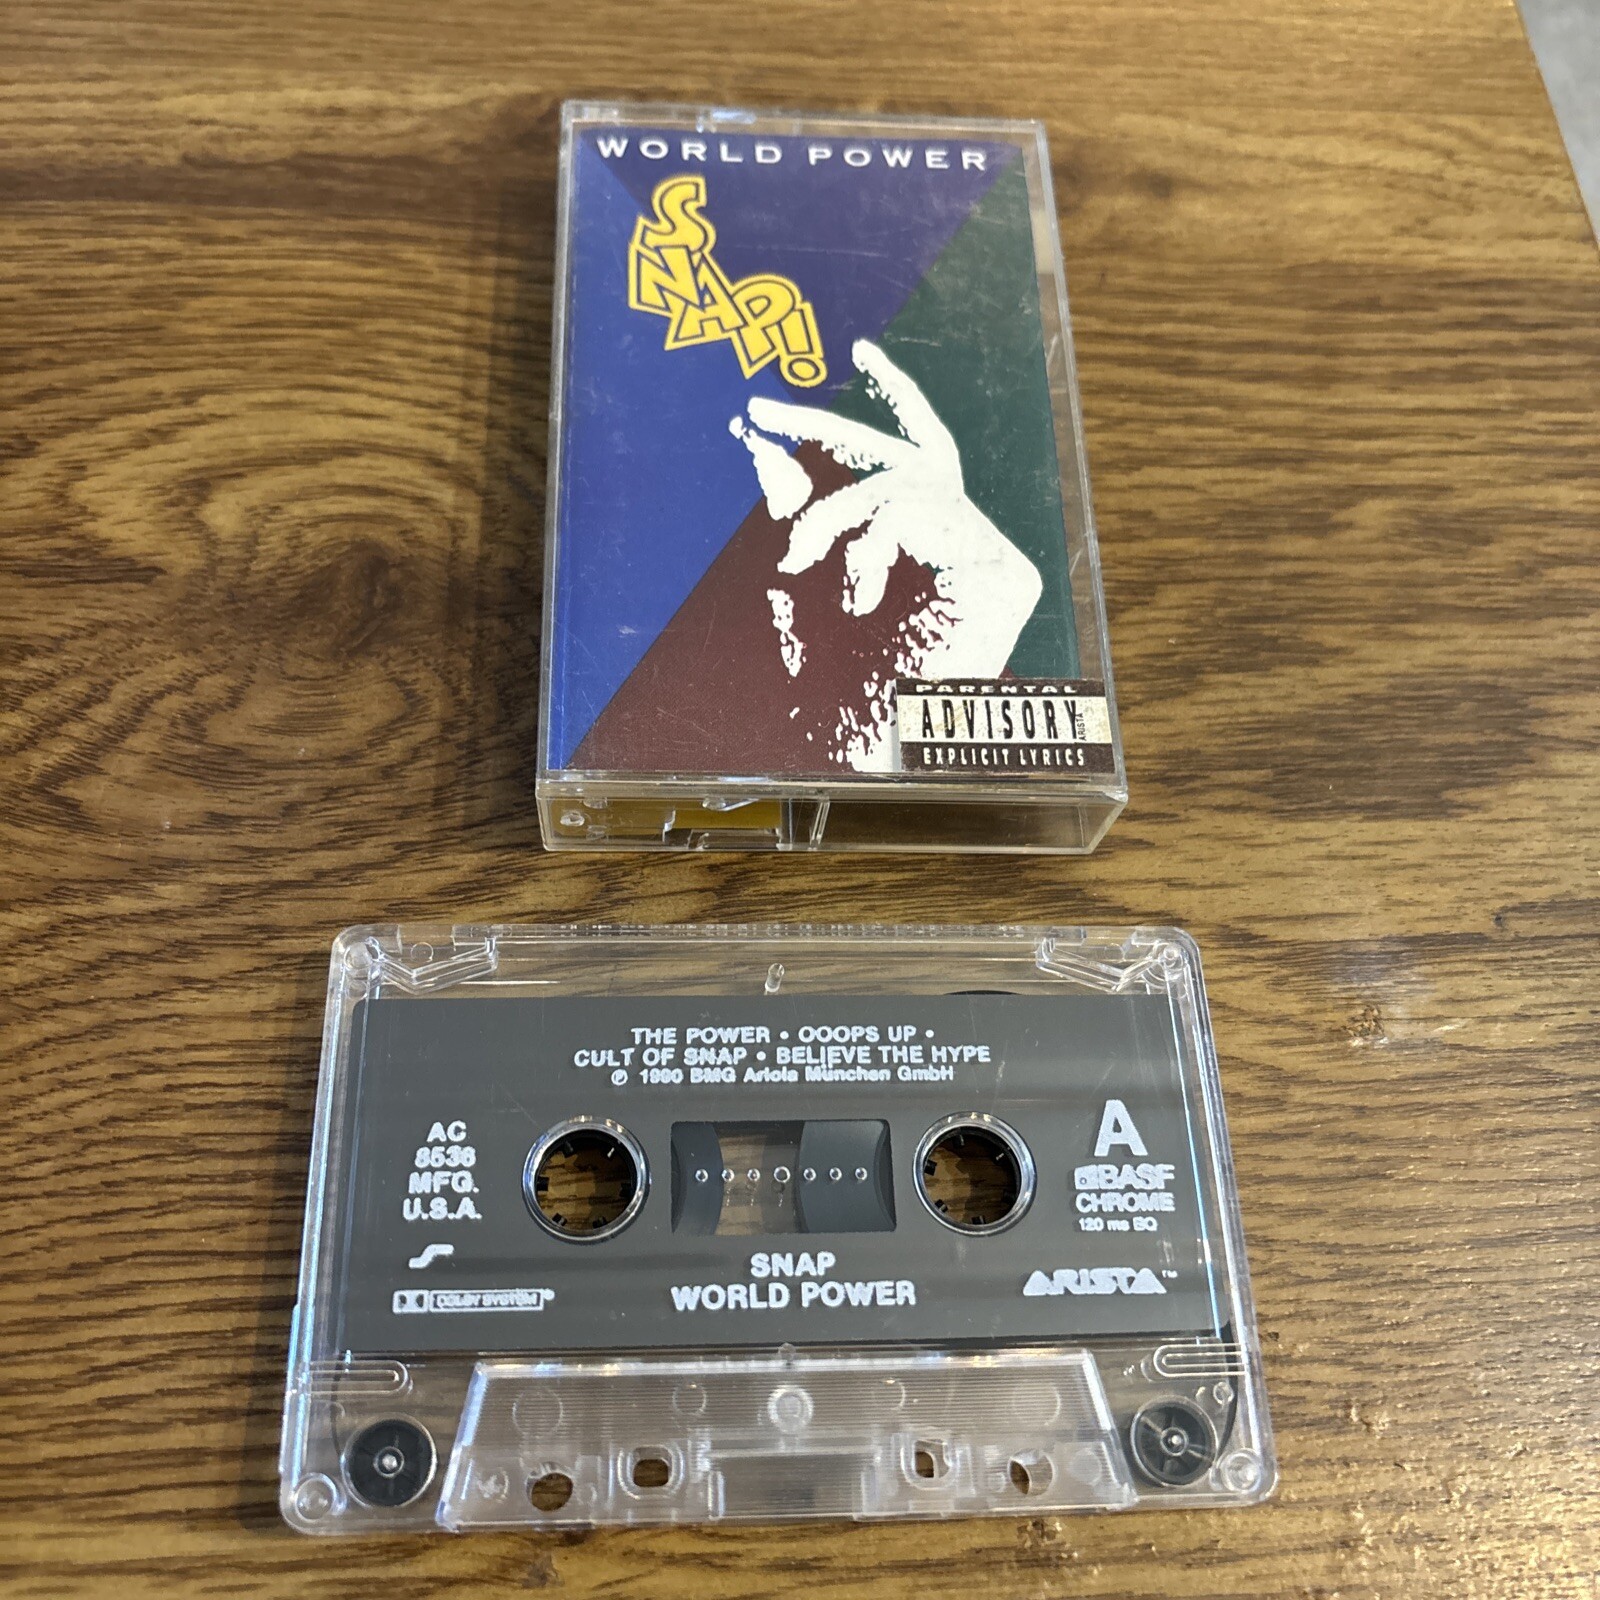 WORLD POWER
SNAP!
PARENTAL
ADVISORY
ARISTA
EXPLICIT LYRICS
THE POWER • OOOPS UP •
CULT OF SNAP • BELIEVE THE HYPE
℗ 1990 BMG Ariola München GmbH
AC
8536
MFG.
U.S.A.
A
BASF
CHROME
120 ms EQ
DOLBY SYSTEM®
SNAP
WORLD POWER
ARISTA™